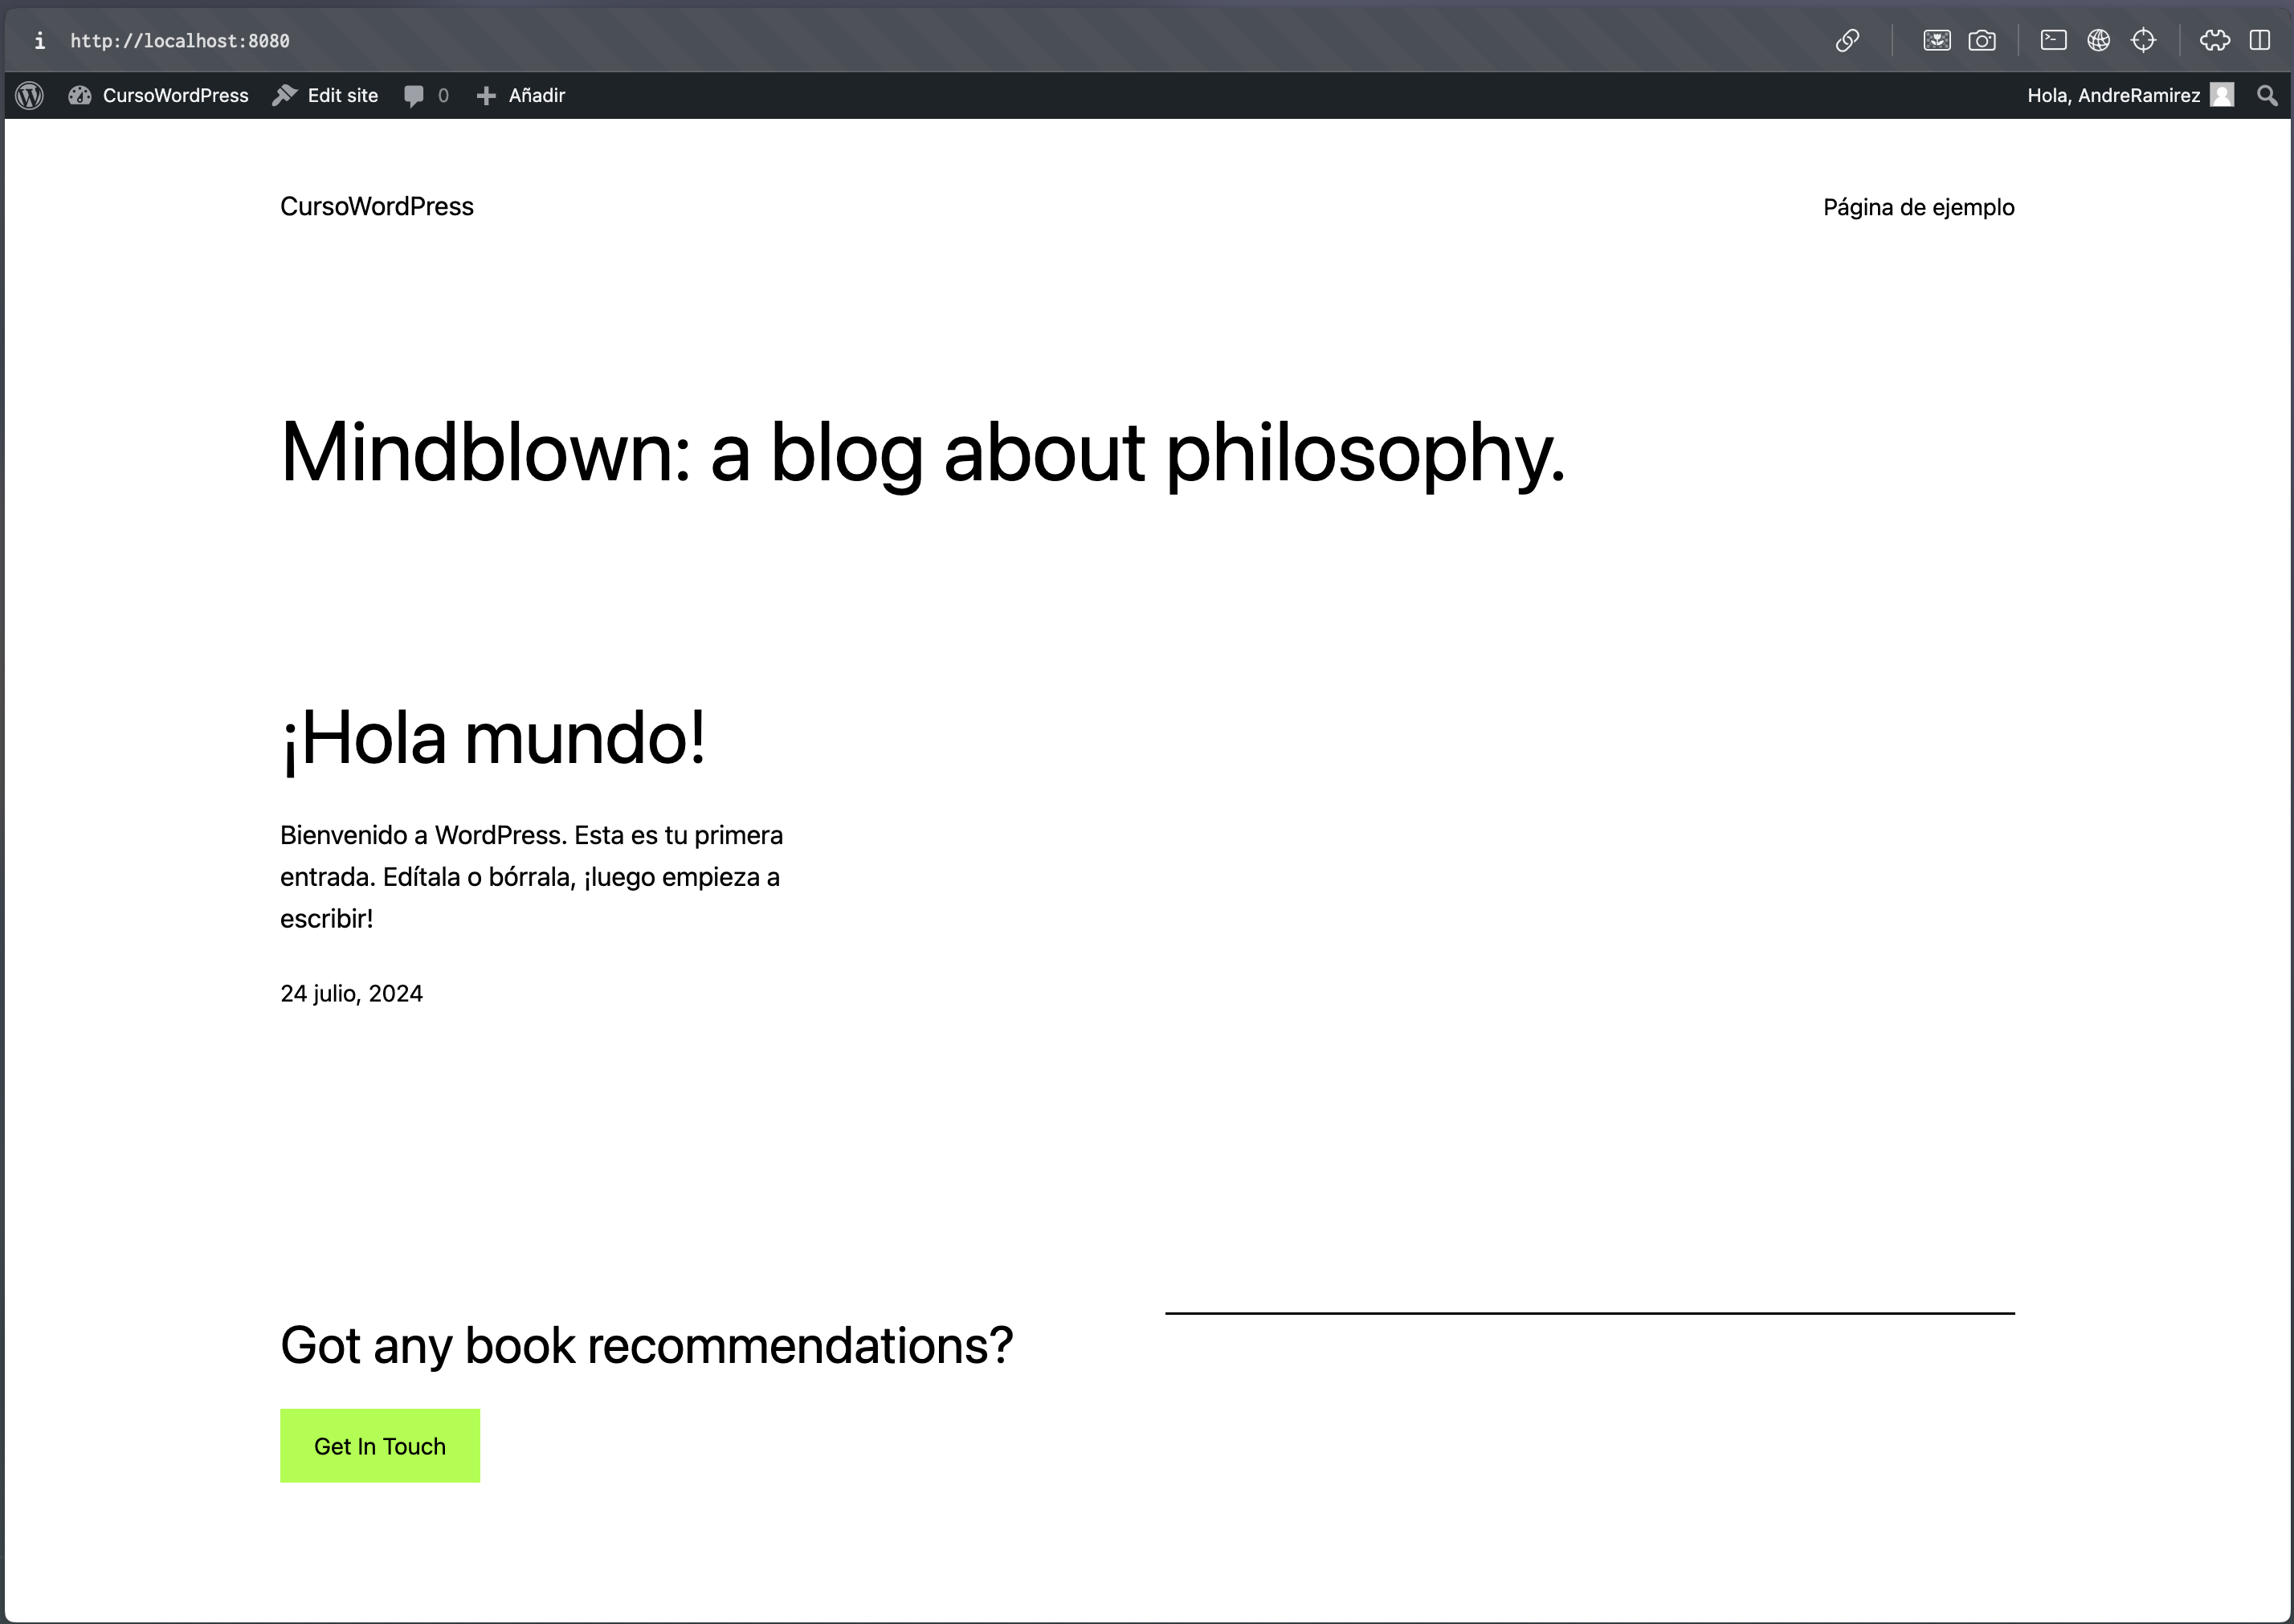 http://localhost:8080
CursoWordPress Edit site 0 Añadir Hola, AndreRamirez
CursoWordPress Página de ejemplo
Mindblown: a blog about philosophy.
¡Hola mundo!
Bienvenido a WordPress. Esta es tu primera
entrada. Edítala o bórrala, ¡luego empieza a
escribir!
24 julio, 2024
Got any book recommendations?
Get In Touch